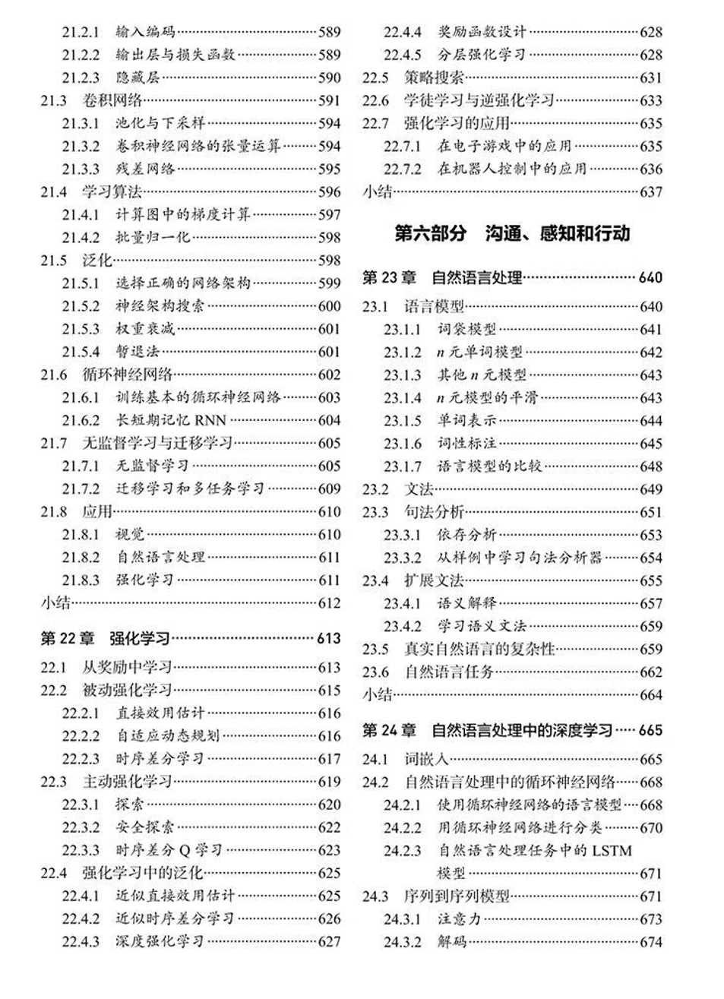 21.2.1 输入编码 589
21.2.2 输出层与损失函数 589
21.2.3 隐藏层 590
21.3 卷积网络 591
21.3.1 池化与下采样 594
21.3.2 卷积神经网络的张量运算 594
21.3.3 残差网络 595
21.4 学习算法 596
21.4.1 计算图中的梯度计算 597
21.4.2 批量归一化 598
21.5 泛化 598
21.5.1 选择正确的网络架构 599
21.5.2 神经架构搜索 600
21.5.3 权重衰减 601
21.5.4 暂退法 601
21.6 循环神经网络 602
21.6.1 训练基本的循环神经网络 603
21.6.2 长短期记忆 RNN 604
21.7 无监督学习与迁移学习 605
21.7.1 无监督学习 605
21.7.2 迁移学习和多任务学习 609
21.8 应用 610
21.8.1 视觉 610
21.8.2 自然语言处理 611
21.8.3 强化学习 611
小结 612
第 22 章 强化学习 613
22.1 从奖励中学习 613
22.2 被动强化学习 615
22.2.1 直接效用估计 616
22.2.2 自适应动态规划 616
22.2.3 时序差分学习 617
22.3 主动强化学习 619
22.3.1 探索 620
22.3.2 安全探索 622
22.3.3 时序差分 Q 学习 623
22.4 强化学习中的泛化 625
22.4.1 近似直接效用估计 625
22.4.2 近似时序差分学习 626
22.4.3 深度强化学习 627
22.4.4 奖励函数设计 628
22.4.5 分层强化学习 628
22.5 策略搜索 631
22.6 学徒学习与逆强化学习 633
22.7 强化学习的应用 635
22.7.1 在电子游戏中的应用 635
22.7.2 在机器人控制中的应用 636
小结 637
第六部分 沟通、感知和行动
第 23 章 自然语言处理 640
23.1 语言模型 640
23.1.1 词袋模型 641
23.1.2 n 元单词模型 642
23.1.3 其他 n 元模型 643
23.1.4 n 元模型的平滑 643
23.1.5 单词表示 644
23.1.6 词性标注 645
23.1.7 语言模型的比较 648
23.2 文法 649
23.3 句法分析 651
23.3.1 依存分析 653
23.3.2 从样例中学习句法分析器 654
23.4 扩展文法 655
23.4.1 语义解释 657
23.4.2 学习语义文法 659
23.5 真实自然语言的复杂性 659
23.6 自然语言任务 662
小结 664
第 24 章 自然语言处理中的深度学习 665
24.1 词嵌入 665
24.2 自然语言处理中的循环神经网络 668
24.2.1 使用循环神经网络的语言模型 668
24.2.2 用循环神经网络进行分类 670
24.2.3 自然语言处理任务中的 LSTM
模型 671
24.3 序列到序列模型 671
24.3.1 注意力 673
24.3.2 解码 674